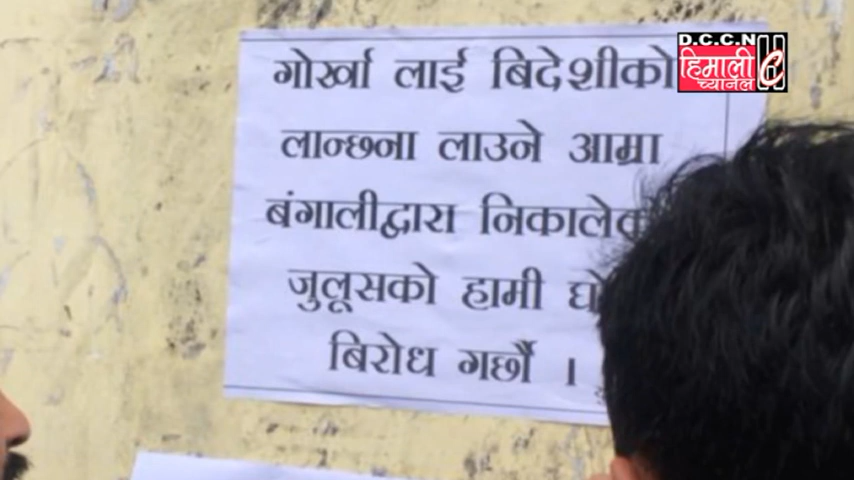 D.C.C.N
हिमाली
च्यानल
गोर्खा लाई बिदेशीको
लान्छना लाउने आम्रा
बंगालीद्वारा
जुलूसको हामी
बिरोध गर्छौं ।